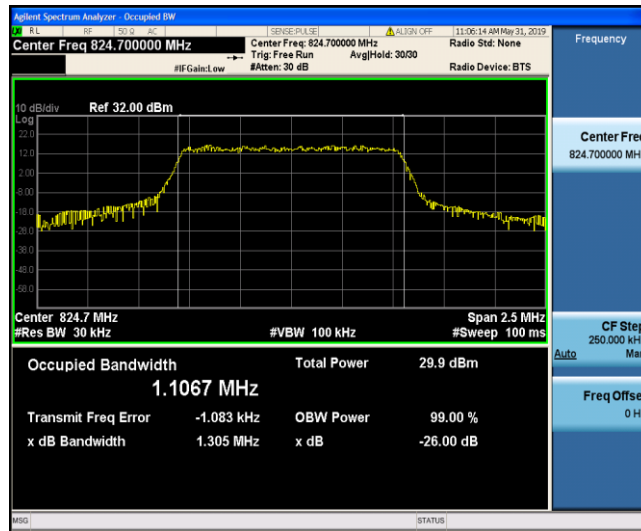 Agilent Spectrum Analyzer - Occupied BW
RL RF 50 Ω AC SENSE:PULSE ALIGN OFF 11:06:14 AM May 31, 2019
Center Freq 824.700000 MHz Center Freq: 824.700000 MHz Radio Std: None
Trig: Free Run Avg|Hold: 30/30
#IFGain:Low #Atten: 30 dB Radio Device: BTS
Frequency
10 dB/div Ref 32.00 dBm
Log
22.0
12.0
2.00
-8.00
-18.0
-28.0
-38.0
-48.0
-58.0
Center 824.7 MHz Span 2.5 MHz
#Res BW 30 kHz #VBW 100 kHz #Sweep 100 ms
Occupied Bandwidth Total Power 29.9 dBm
1.1067 MHz
Transmit Freq Error -1.083 kHz OBW Power 99.00 %
x dB Bandwidth 1.305 MHz x dB -26.00 dB
Center Fre
824.700000 MH
CF Step
250.000 kH
Auto Ma
Freq Offse
0 H
MSG STATUS